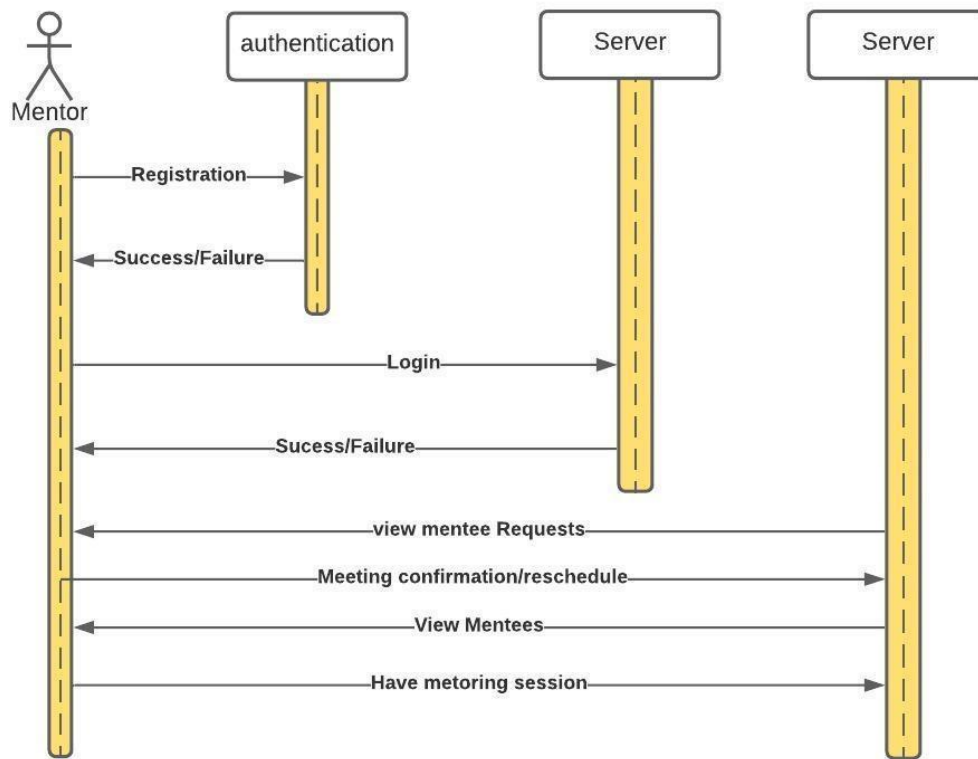 authentication
Server
Server
Mentor
Registration
Success/Failure
Login
Sucess/Failure
view mentee Requests
Meeting confirmation/reschedule
View Mentees
Have metoring session